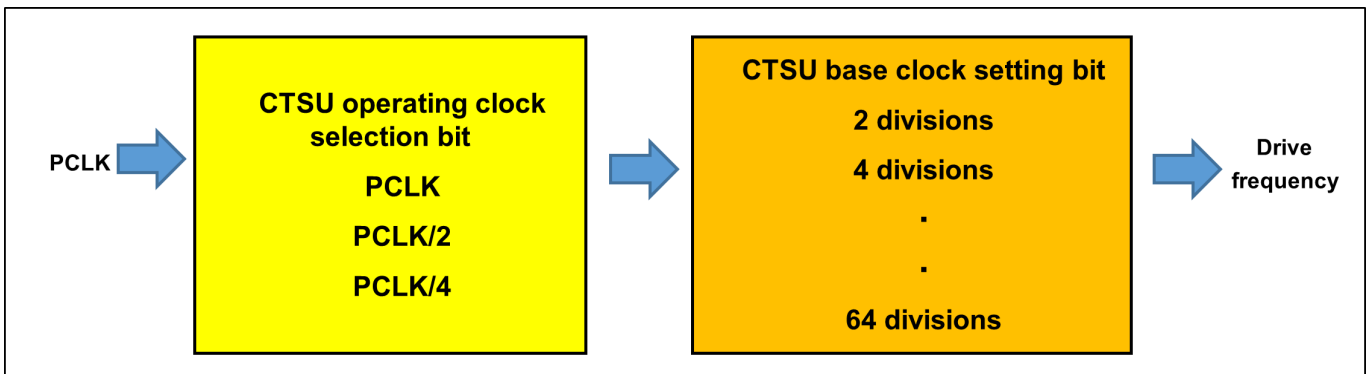 PCLK
CTSU operating clock
selection bit
PCLK
PCLK/2
PCLK/4
CTSU base clock setting bit
2 divisions
4 divisions
.
.
64 divisions
Drive
frequency